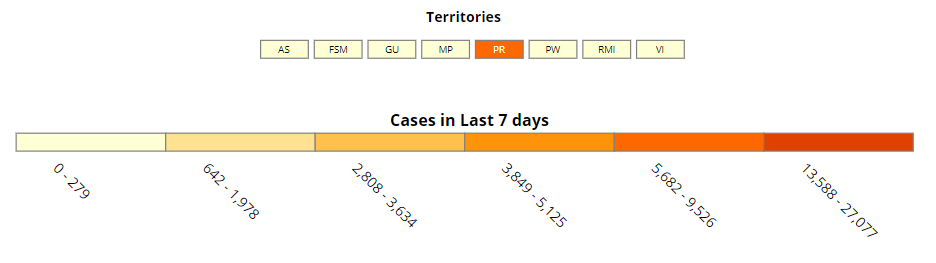 Territories
AS FSM GU MP PR PW RMI VI
Cases in Last 7 days
0 - 279
642 - 1,978
2,808 - 3,634
3,849 - 5,125
5,682 - 9,526
13,588 - 27,077